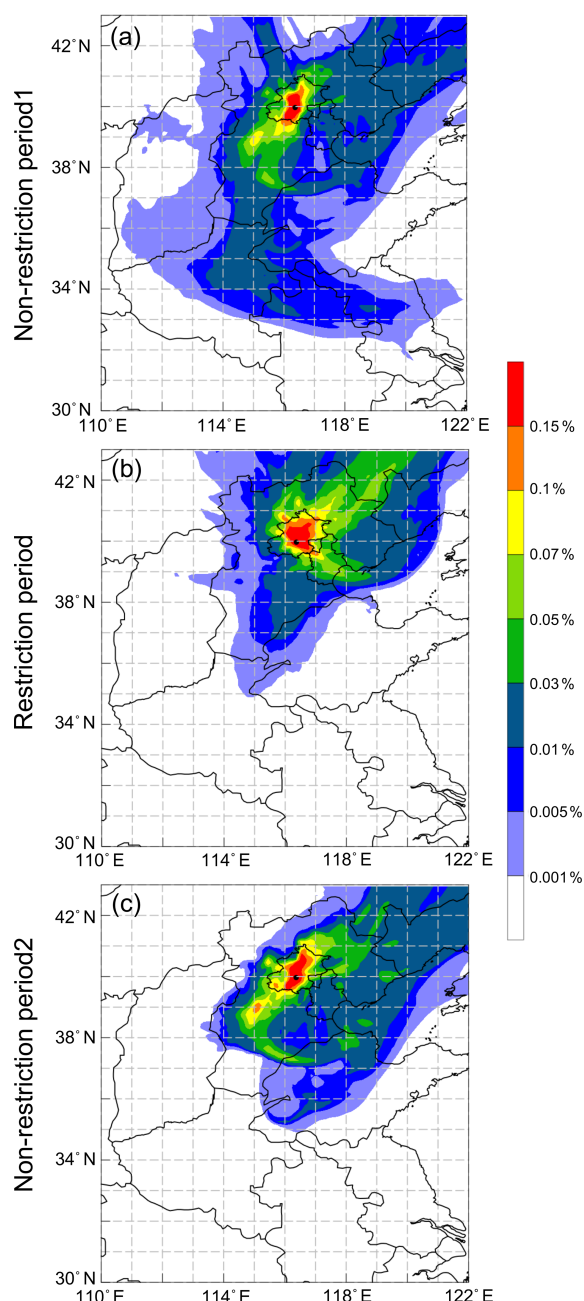 (a)
Non-restriction period1
42° N
38° N
34° N
30° N
110° E
114° E
118° E
122° E
(b)
Restriction period
42° N
38° N
34° N
30° N
110° E
114° E
118° E
122° E
(c)
Non-restriction period2
42° N
38° N
34° N
30° N
110° E
114° E
118° E
122° E
0.15%
0.1%
0.07%
0.05%
0.03%
0.01%
0.005%
0.001%